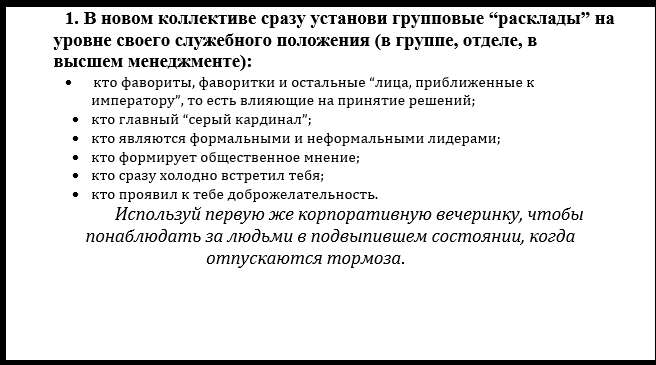 1. В новом коллективе сразу установи групповые “расклады” на
уровне своего служебного положения (в группе, отделе, в
высшем менеджменте):
• кто фавориты, фаворитки и остальные “лица, приближенные к
императору”, то есть влияющие на принятие решений;
• кто главный “серый кардинал”;
• кто являются формальными и неформальными лидерами;
• кто формирует общественное мнение;
• кто сразу холодно встретил тебя;
• кто проявил к тебе доброжелательность.
Используй первую же корпоративную вечеринку, чтобы
понаблюдать за людьми в подвыпившем состоянии, когда
отпускаются тормоза.